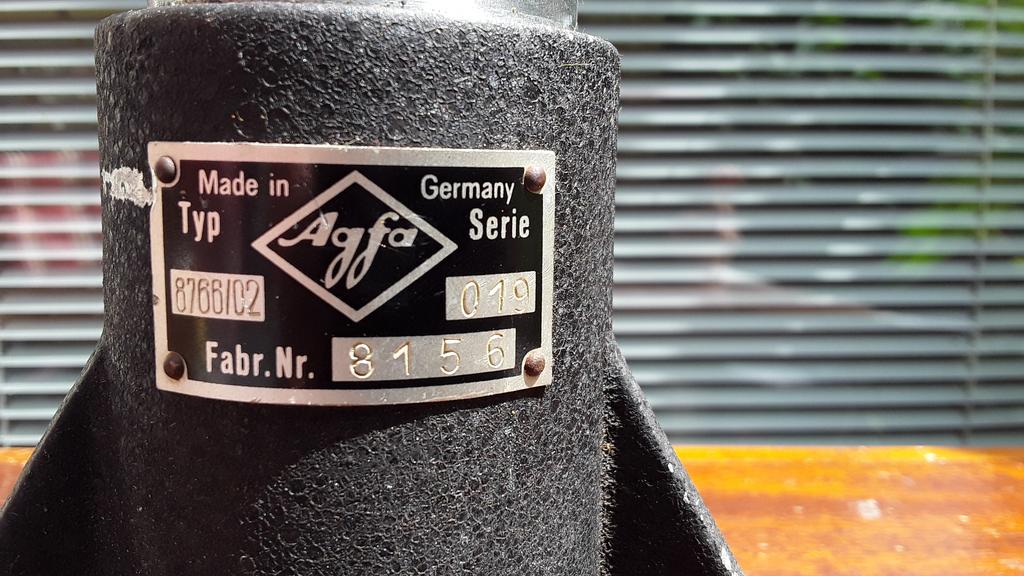 Made in Germany
Typ Agfa Serie
8766/02 019
Fabr.Nr. 8156